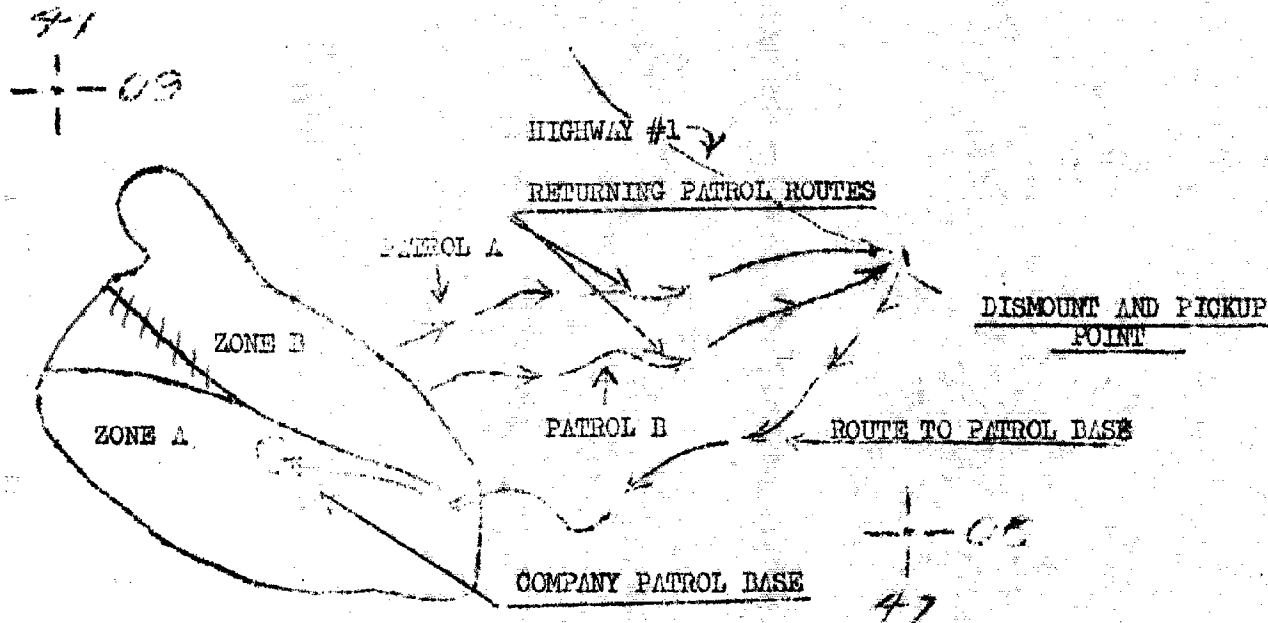 41
09
HIGHWAY #1
RETURNING PATROL ROUTES
PATROL A
DISMOUNT AND PICKUP
POINT
ZONE B
ZONE A
PATROL B
ROUTE TO PATROL BASE
COMPANY PATROL BASE
47